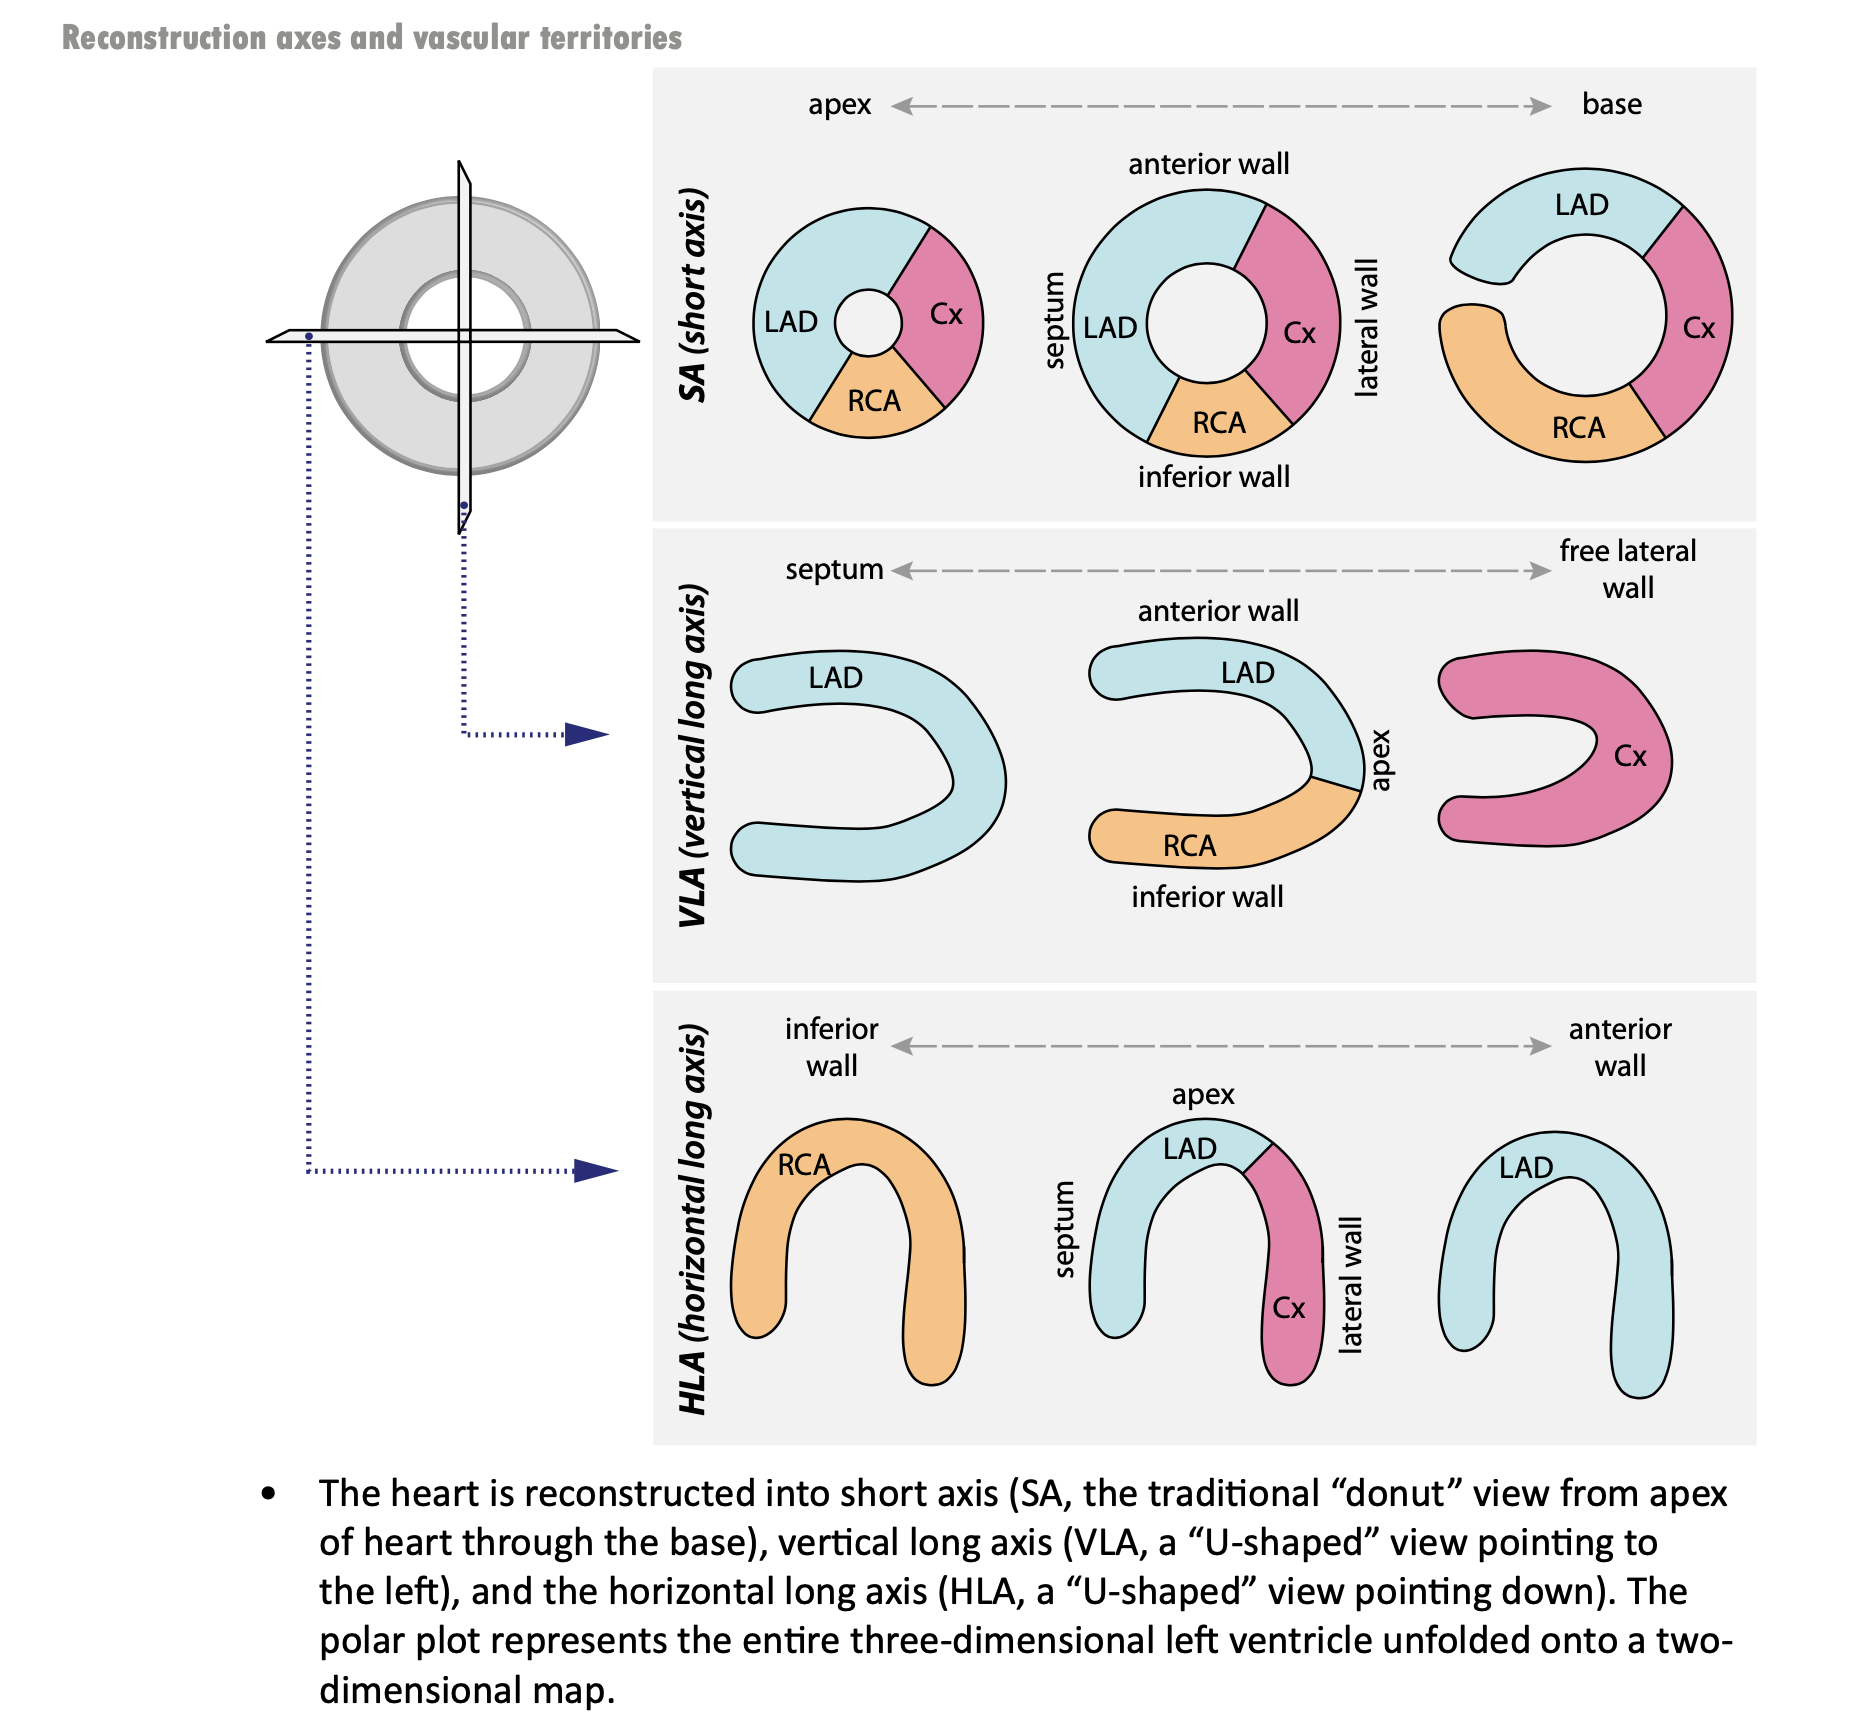 Reconstruction axes and vascular territories
SA (short axis)
apex
base
anterior wall
septum
lateral wall
inferior wall
LAD
Cx
RCA
LAD
Cx
RCA
LAD
Cx
RCA
VLA (vertical long axis)
septum
free lateral
wall
anterior wall
LAD
LAD
RCA
apex
Cx
inferior wall
HLA (horizontal long axis)
inferior
wall
anterior
wall
apex
RCA
LAD
septum
Cx
lateral wall
LAD
• The heart is reconstructed into short axis (SA, the traditional “donut” view from apex
of heart through the base), vertical long axis (VLA, a “U-shaped” view pointing to
the left), and the horizontal long axis (HLA, a “U-shaped” view pointing down). The
polar plot represents the entire three-dimensional left ventricle unfolded onto a two-
dimensional map.